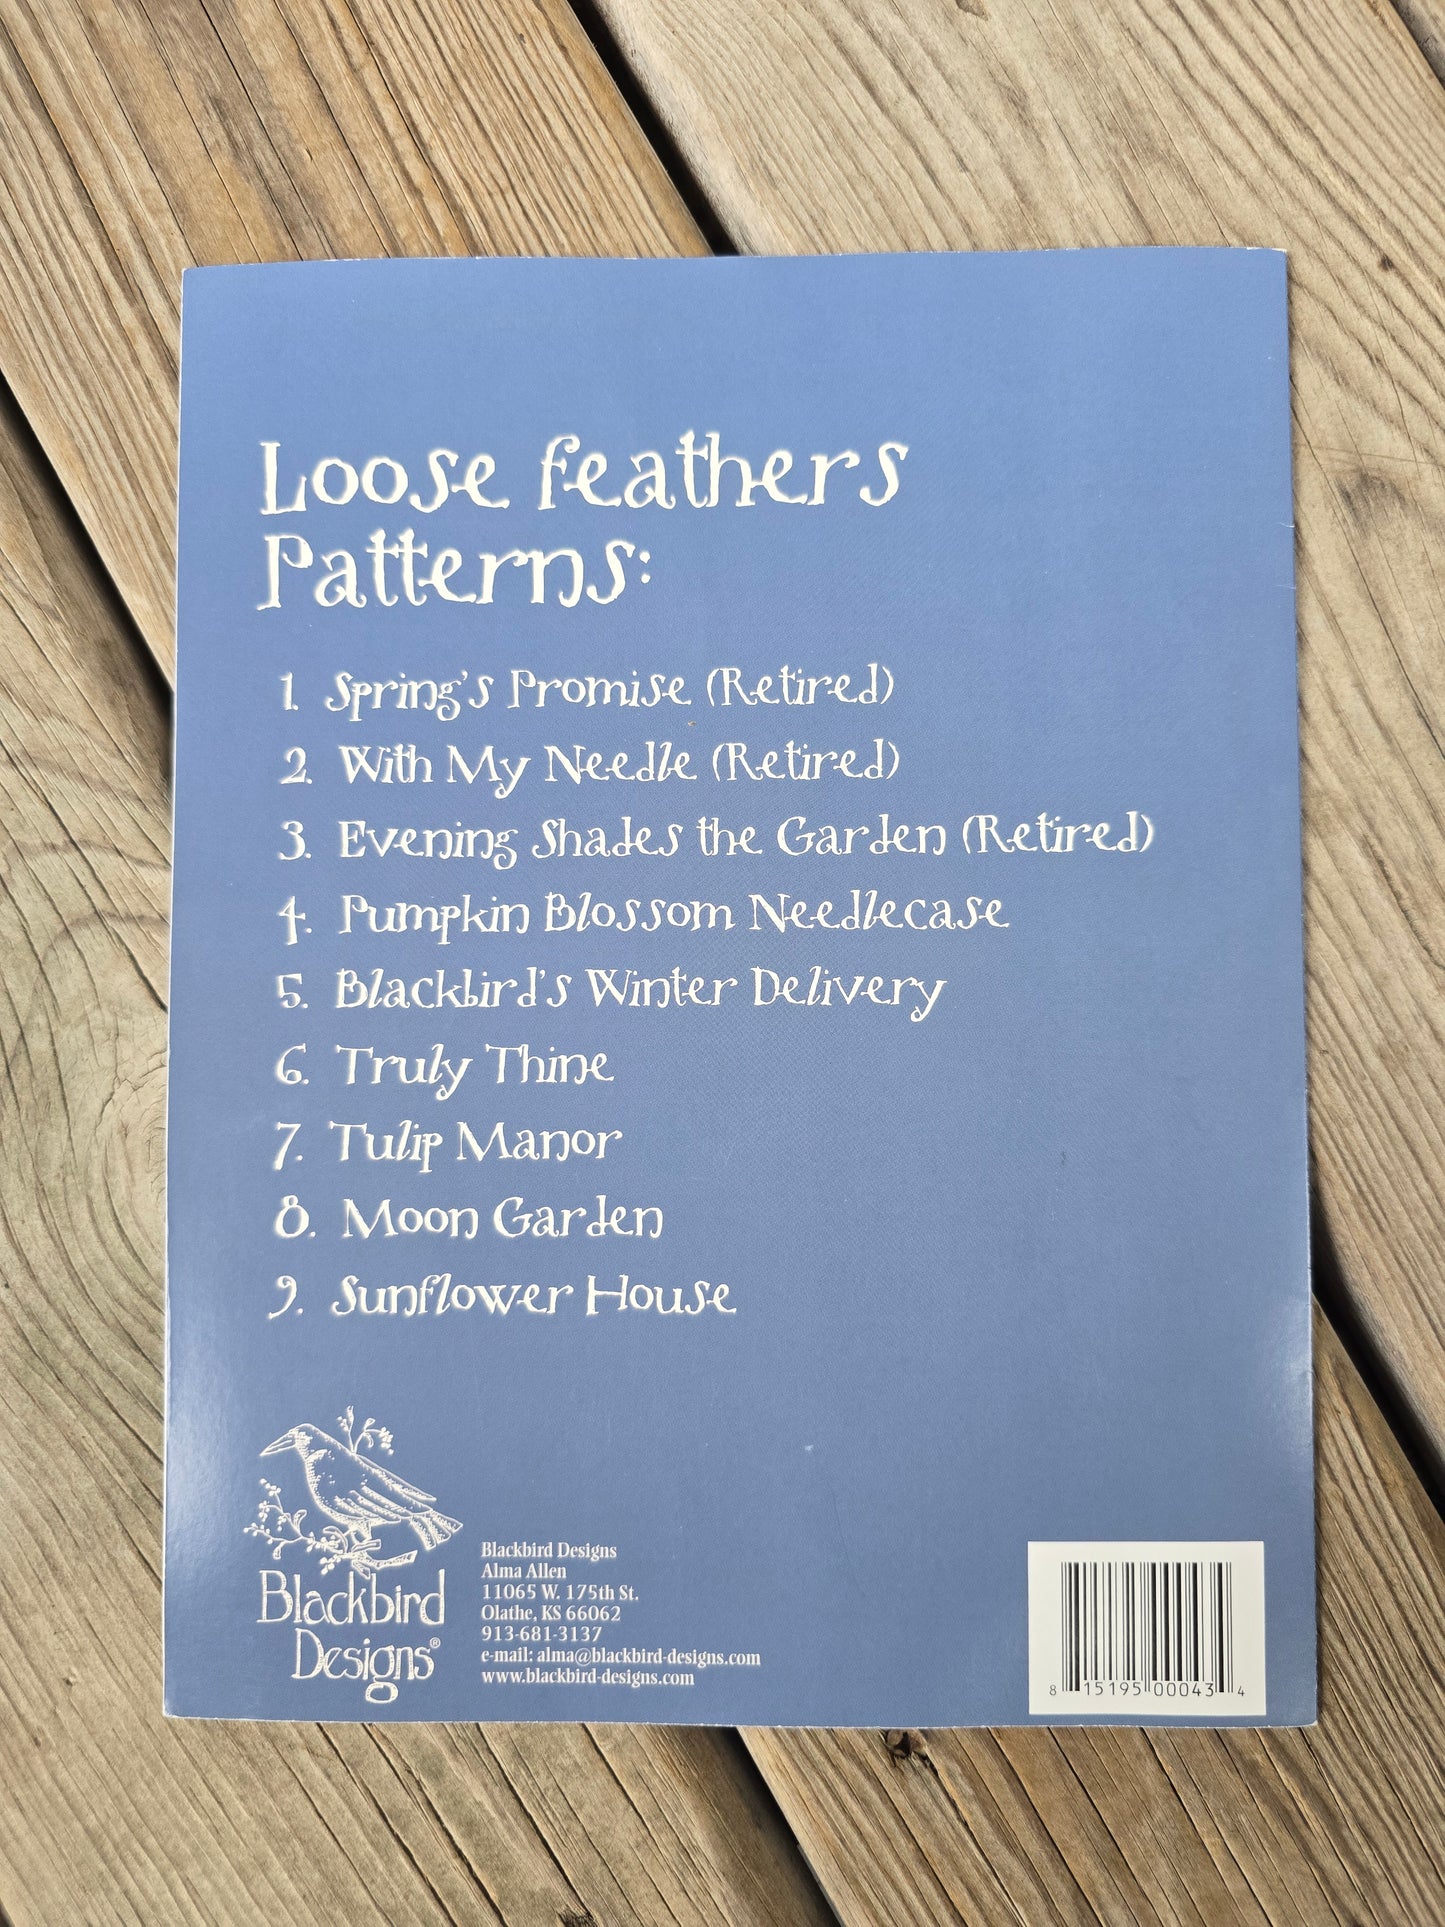 Loose feathers
Patterns:
1. Spring's Promise (Retired)
2. With My Needle (Retired)
3. Evening Shades the Garden (Retired)
4. Pumpkin Blossom Needlecase
5. Blackbird's Winter Delivery
6. Truly Thine
7. Tulip Manor
8. Moon Garden
9. Sunflower House
Blackbird
Designs®
Blackbird Designs
Alma Allen
11065 W. 175th St.
Olathe, KS 66062
913-681-3137
e-mail: alma@blackbird-designs.com
www.blackbird-designs.com
8 15195 00043 4